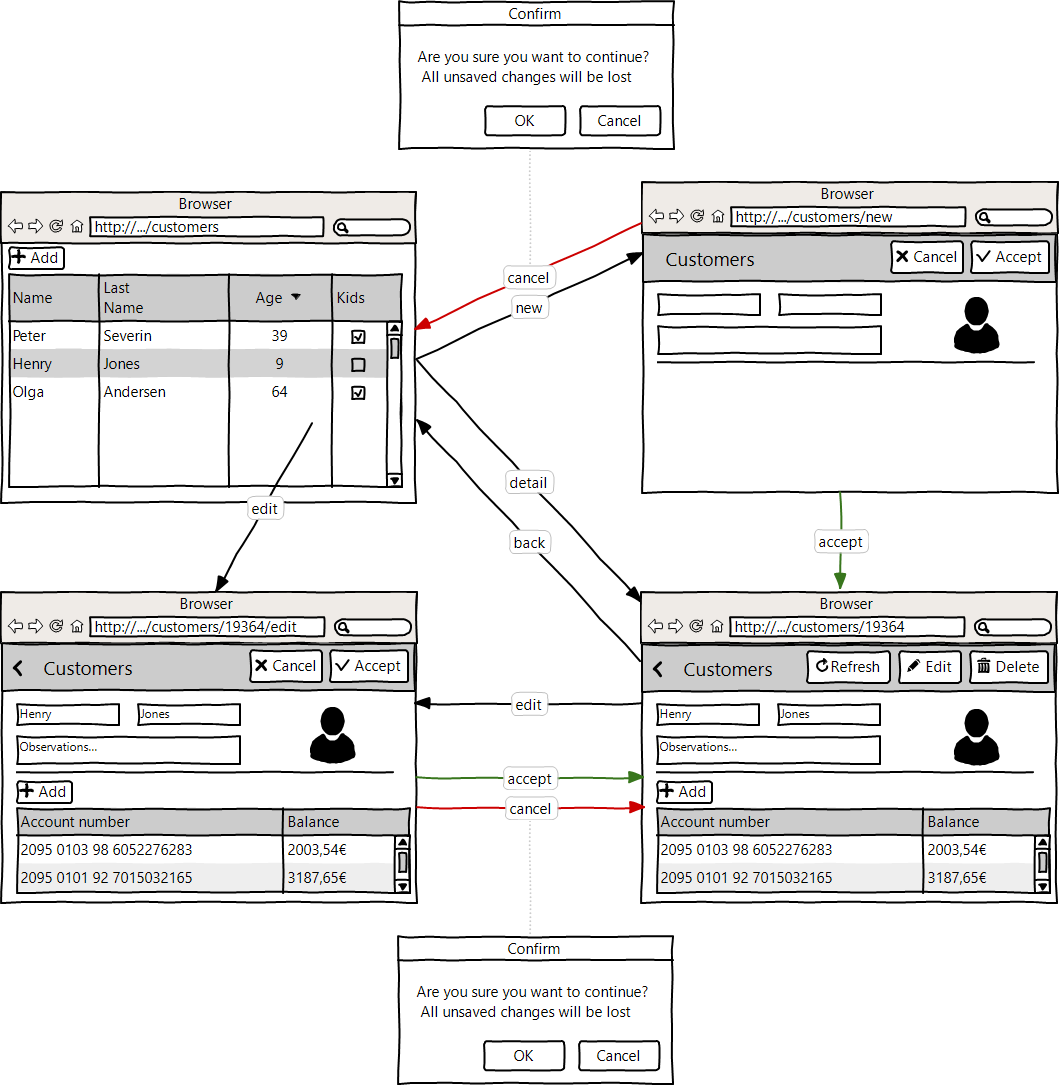 Confirm
Are you sure you want to continue?
All unsaved changes will be lost
OK Cancel
Browser
http://.../customers
Add
Name Last Name Age Kids
Peter Severin 39
Henry Jones 9
Olga Andersen 64
Browser
http://.../customers/new
Customers Cancel Accept
cancel
new
edit
detail
back
accept
Browser
http://.../customers/19364/edit
Customers Cancel Accept
Henry Jones
Observations...
Add
Account number Balance
2095 0103 98 6052276283 2003,54€
2095 0101 92 7015032165 3187,65€
edit
accept
cancel
Browser
http://.../customers/19364
Customers Refresh Edit Delete
Henry Jones
Observations...
Add
Account number Balance
2095 0103 98 6052276283 2003,54€
2095 0101 92 7015032165 3187,65€
Confirm
Are you sure you want to continue?
All unsaved changes will be lost
OK Cancel